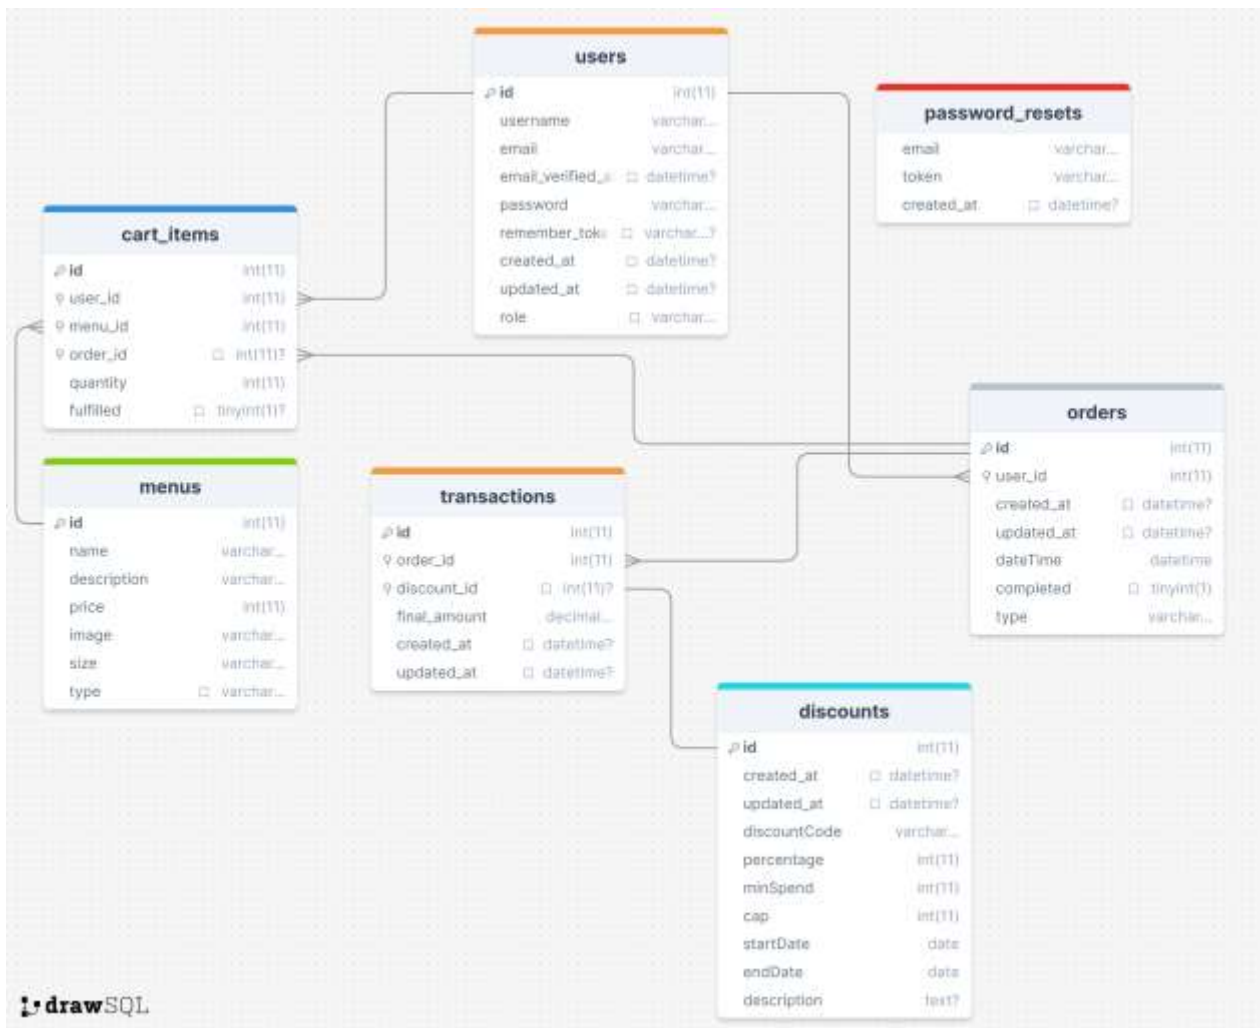 users
id int(11)
username varchar...
email varchar...
email_verified_a datetime?
password varchar...
remember_toke varchar...?
created_at datetime?
updated_at datetime?
role varchar...
password_resets
email varchar...
token varchar...
created_at datetime?
cart_items
id int(11)
user_id int(11)
menu_id int(11)
order_id int(11)?
quantity int(11)
fulfilled tinyint(1)?
menus
id int(11)
name varchar...
description varchar...
price int(11)
image varchar...
size varchar...
type varchar...
transactions
id int(11)
order_id int(11)
discount_id int(11)?
final_amount decimal...
created_at datetime?
updated_at datetime?
orders
id int(11)
user_id int(11)
created_at datetime?
updated_at datetime?
dateTime datetime
completed tinyint(1)
type varchar...
discounts
id int(11)
created_at datetime?
updated_at datetime?
discountCode varchar...
percentage int(11)
minSpend int(11)
cap int(11)
startDate date
endDate date
description text?
drawSQL